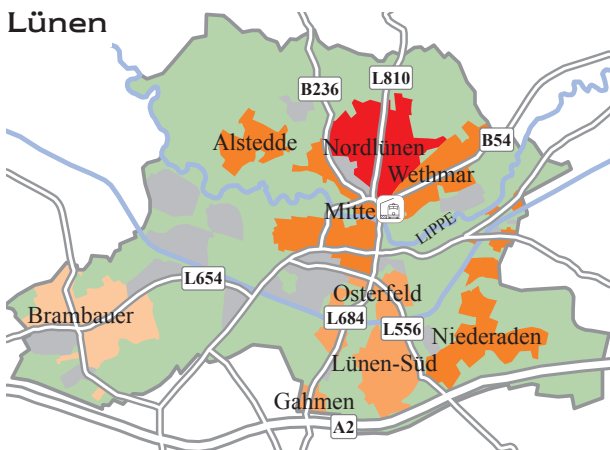 Lünen
L810
B236
Alstedde
Nordlünen
B54
Wethmar
Mitte
LIPPE
L654
Osterfeld
Brambauer
L684
L556
Niederaden
Lünen-Süd
Gahmen
A2